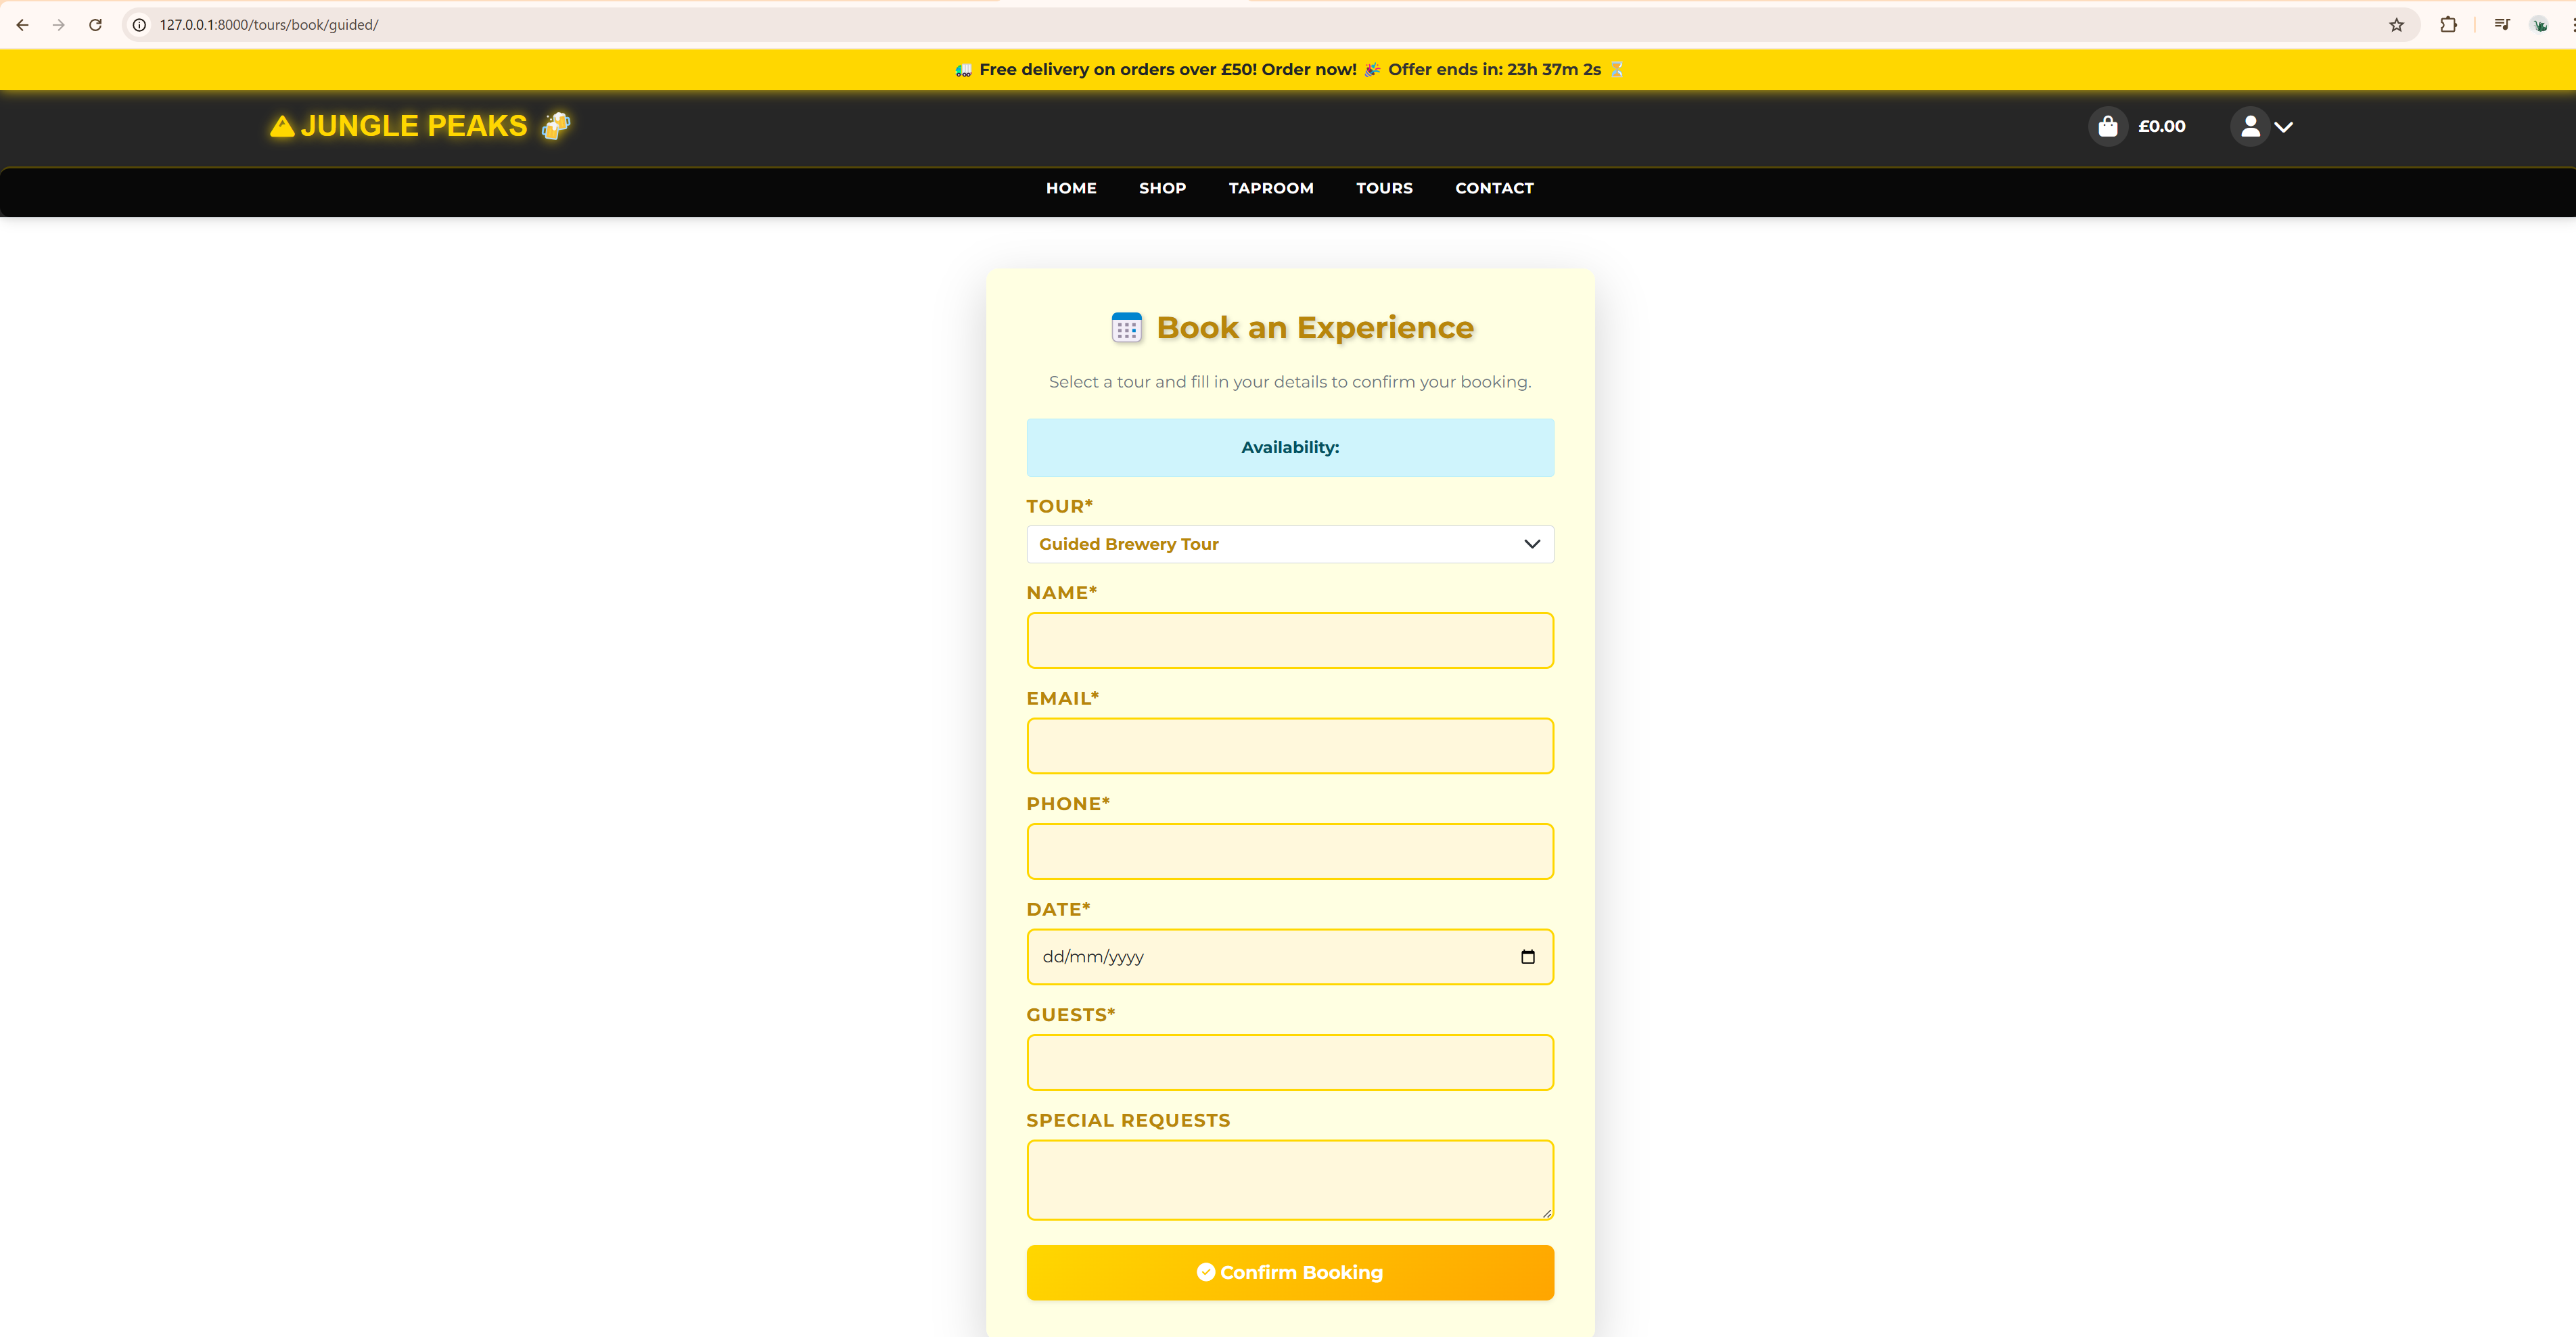 127.0.0.1:8000/tours/book/guided/
Free delivery on orders over £50! Order now! 🎉 Offer ends in: 23h 37m 2s ⏳
JUNGLE PEAKS 🍻
£0.00
HOME SHOP TAPROOM TOURS CONTACT
Book an Experience
Select a tour and fill in your details to confirm your booking.
Availability:
TOUR*
Guided Brewery Tour
NAME*
EMAIL*
PHONE*
DATE*
dd/mm/yyyy
GUESTS*
SPECIAL REQUESTS
Confirm Booking